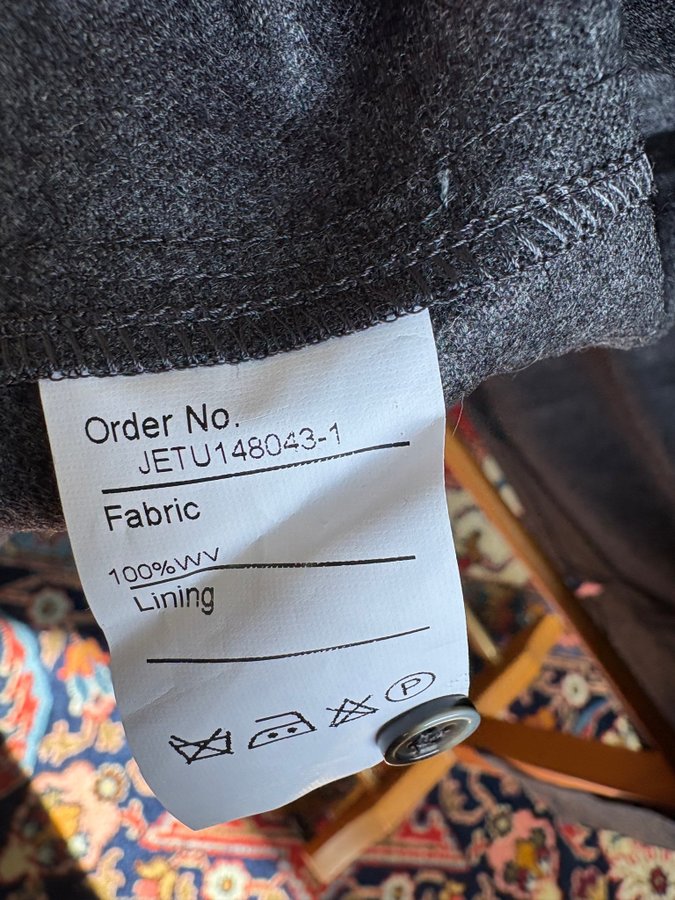 Order No.
JETU148043-1
Fabric
100%WV
Lining
P